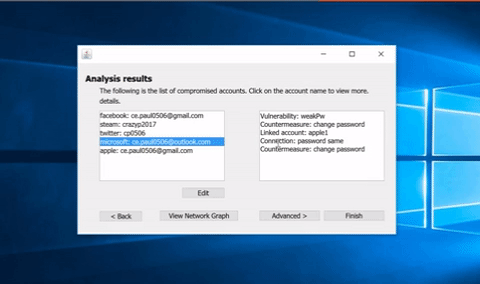 Analysis results
The following is the list of compromised accounts. Click on the account name to view more.
details.
facebook: ce.paul0506@gmail.com
steam: crazyp2017
twitter: cp0506
microsoft: ce.paul0506@outlook.com
apple: ce.paul0506@gmail.com
Vulnerability: weakPw
Countermeasure: change password
Linked account: apple1
Connection: password same
Countermeasure: change password
Edit
< Back
View Network Graph
Advanced >
Finish